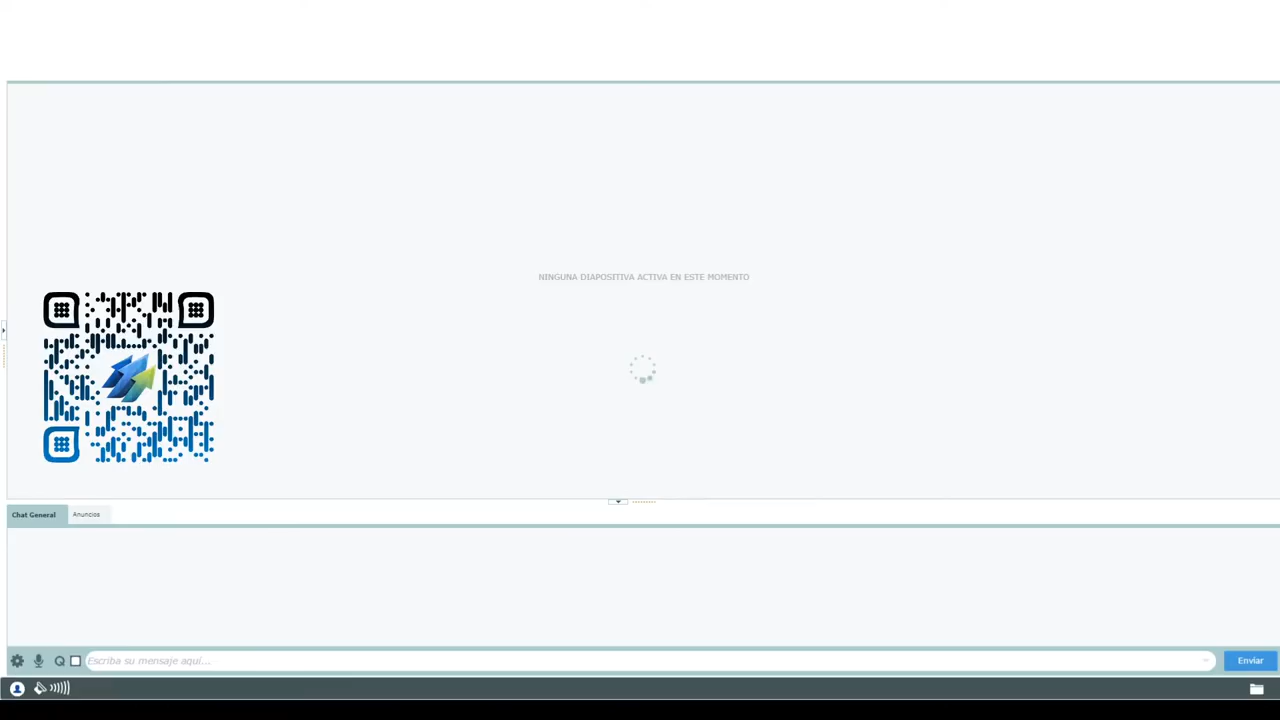 NINGUNA DIAPOSITIVA ACTIVA EN ESTE MOMENTO
Chat General
Anuncios
Q
Escriba su mensaje aquí...
Enviar